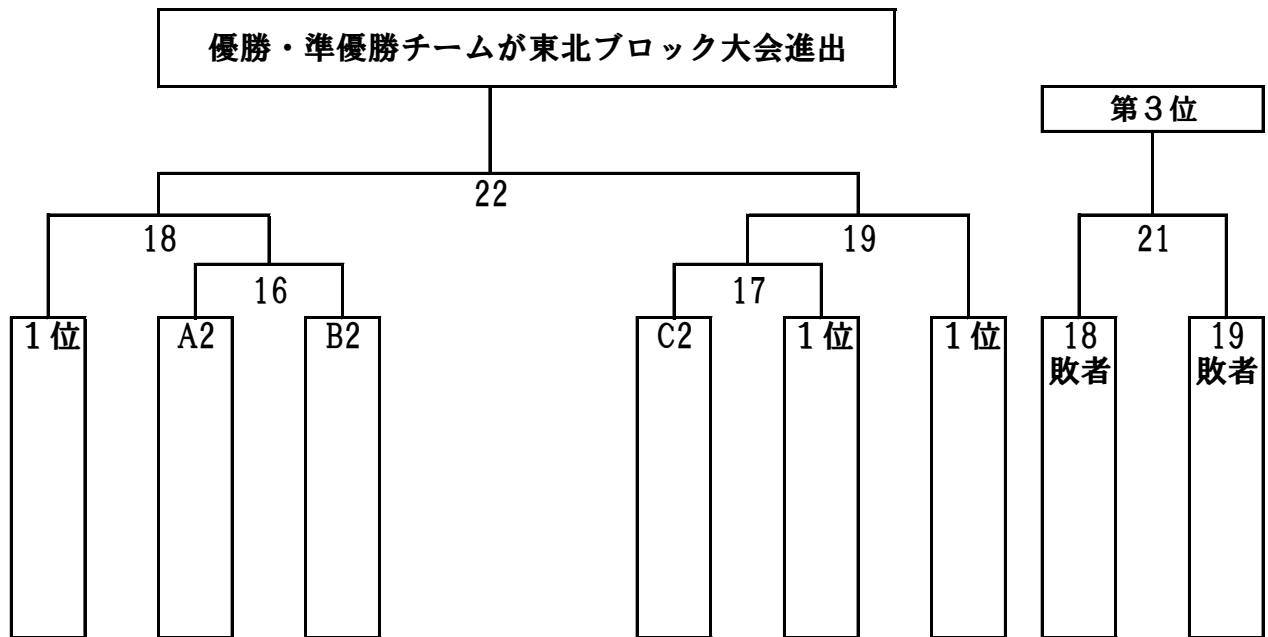 優勝・準優勝チームが東北ブロック大会進出
第３位
22
18
19
21
16
17
１位
A2
B2
C2
１位
１位
18
敗者
19
敗者